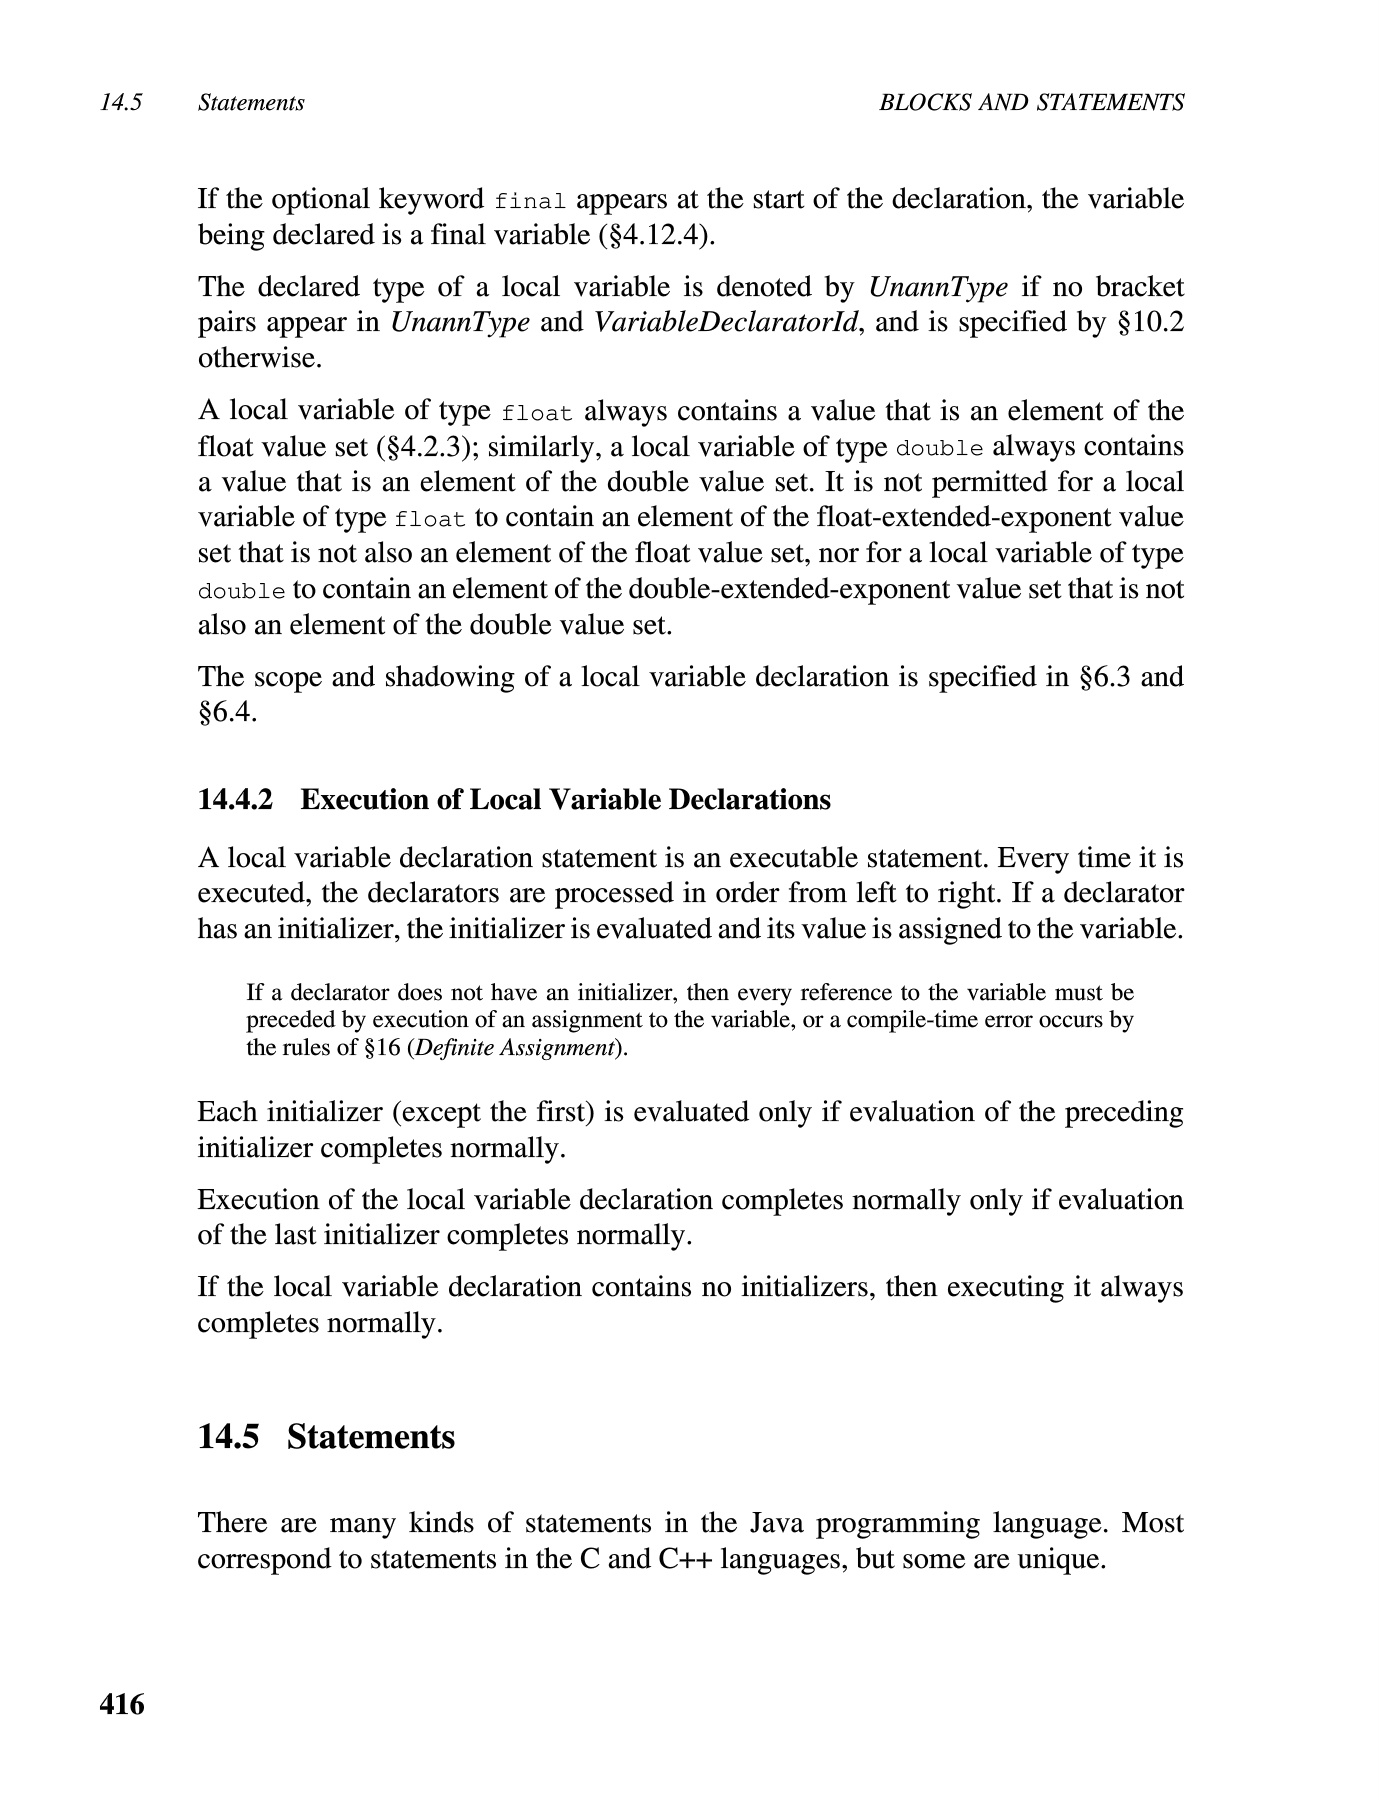 14.5 Statements BLOCKS AND STATEMENTS
If the optional keyword final appears at the start of the declaration, the variable
being declared is a final variable (§4.12.4).
The declared type of a local variable is denoted by UnannType if no bracket
pairs appear in UnannType and VariableDeclaratorId, and is specified by §10.2
otherwise.
A local variable of type float always contains a value that is an element of the
float value set (§4.2.3); similarly, a local variable of type double always contains
a value that is an element of the double value set. It is not permitted for a local
variable of type float to contain an element of the float-extended-exponent value
set that is not also an element of the float value set, nor for a local variable of type
double to contain an element of the double-extended-exponent value set that is not
also an element of the double value set.
The scope and shadowing of a local variable declaration is specified in §6.3 and
§6.4.
14.4.2 Execution of Local Variable Declarations
A local variable declaration statement is an executable statement. Every time it is
executed, the declarators are processed in order from left to right. If a declarator
has an initializer, the initializer is evaluated and its value is assigned to the variable.
If a declarator does not have an initializer, then every reference to the variable must be
preceded by execution of an assignment to the variable, or a compile-time error occurs by
the rules of §16 (Definite Assignment).
Each initializer (except the first) is evaluated only if evaluation of the preceding
initializer completes normally.
Execution of the local variable declaration completes normally only if evaluation
of the last initializer completes normally.
If the local variable declaration contains no initializers, then executing it always
completes normally.
14.5 Statements
There are many kinds of statements in the Java programming language. Most
correspond to statements in the C and C++ languages, but some are unique.
416